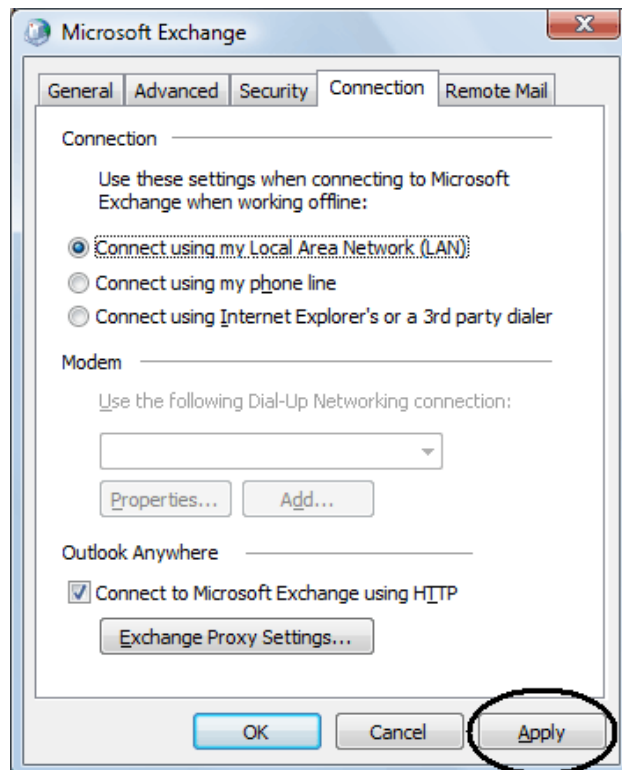 Microsoft Exchange
General Advanced Security Connection Remote Mail
Connection
Use these settings when connecting to Microsoft
Exchange when working offline:
Connect using my Local Area Network (LAN)
Connect using my phone line
Connect using Internet Explorer's or a 3rd party dialer
Modem
Use the following Dial-Up Networking connection:
Properties... Add...
Outlook Anywhere
Connect to Microsoft Exchange using HTTP
Exchange Proxy Settings...
OK Cancel Apply